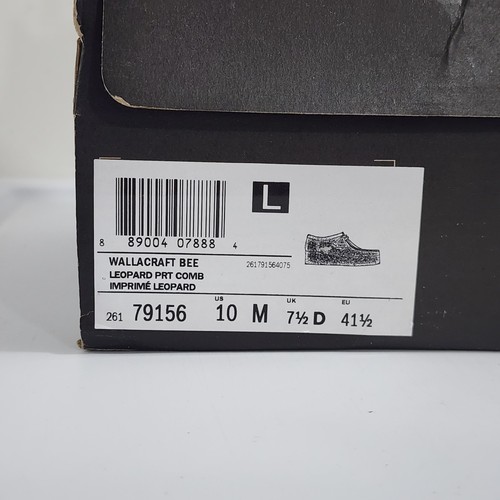 L
8 89004 07888 4
WALLACRAFT BEE
261791564075
LEOPARD PRT COMB
IMPRIMÉ LEOPARD
US UK EU
261 79156 10 M 7½ D 41½